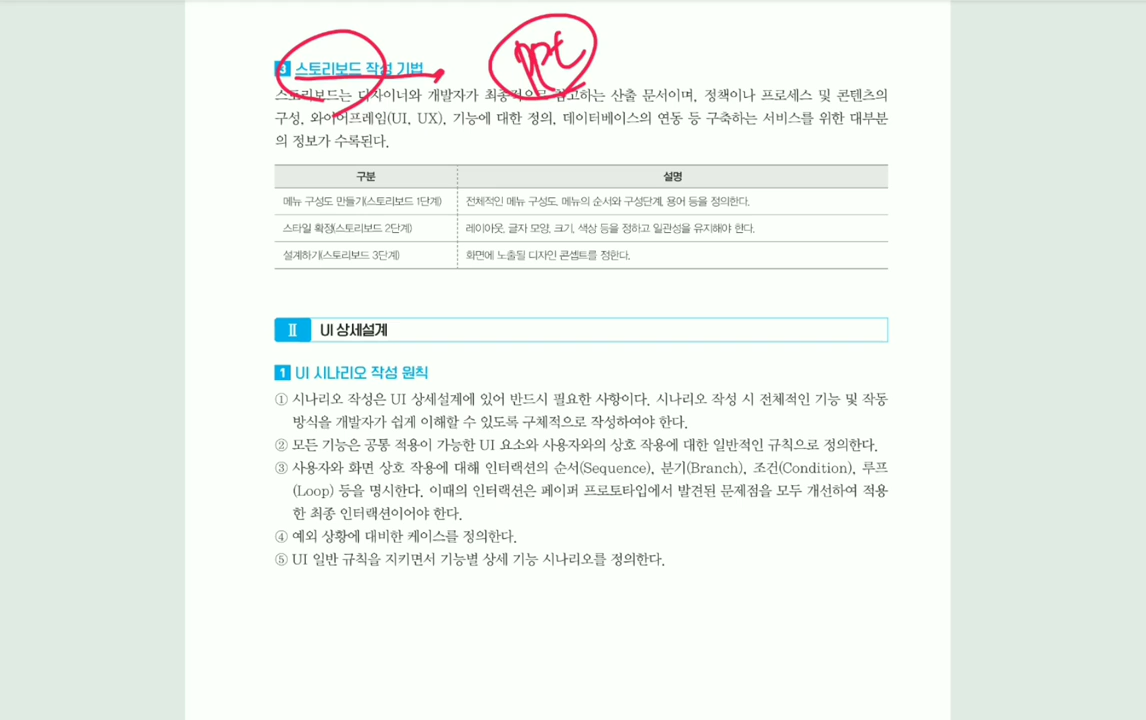 ppt
3 스토리보드 작성 기법
스토리보드는 디자이너와 개발자가 최종적으로 참고하는 산출 문서이며, 정책이나 프로세스 및 콘텐츠의
구성, 와이어프레임(UI, UX), 기능에 대한 정의, 데이터베이스의 연동 등 구축하는 서비스를 위한 대부분
의 정보가 수록된다.
구분 설명
메뉴 구성도 만들기(스토리보드 1단계) 전체적인 메뉴 구성도, 메뉴의 순서와 구성단계, 용어 등을 정의한다.
스타일 확정(스토리보드 2단계) 레이아웃, 글자 모양, 크기, 색상 등을 정하고 일관성을 유지해야 한다.
설계하기(스토리보드 3단계) 화면에 노출될 디자인 콘셉트를 정한다.
Ⅱ UI 상세설계
1 UI 시나리오 작성 원칙
① 시나리오 작성은 UI 상세설계에 있어 반드시 필요한 사항이다. 시나리오 작성 시 전체적인 기능 및 작동
방식을 개발자가 쉽게 이해할 수 있도록 구체적으로 작성하여야 한다.
② 모든 기능은 공통 적용이 가능한 UI 요소와 사용자와의 상호 작용에 대한 일반적인 규칙으로 정의한다.
③ 사용자와 화면 상호 작용에 대해 인터랙션의 순서(Sequence), 분기(Branch), 조건(Condition), 루프
(Loop) 등을 명시한다. 이때의 인터랙션은 페이퍼 프로토타입에서 발견된 문제점을 모두 개선하여 적용
한 최종 인터랙션이어야 한다.
④ 예외 상황에 대비한 케이스를 정의한다.
⑤ UI 일반 규칙을 지키면서 기능별 상세 기능 시나리오를 정의한다.